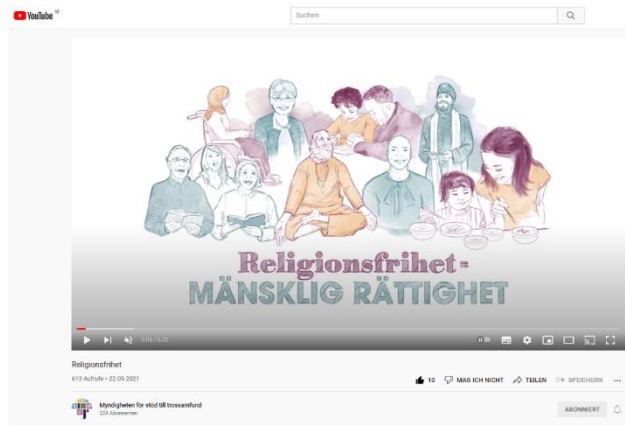 YouTube SE
Suchen
Religionsfrihet =
MÄNSKLIG RÄTTIGHET
Religionsfrihet
613 Aufrufe • 22.09.2021
10 MAG ICH NICHT TEILEN SPEICHERN ...
Myndigheten för stöd till trossamfund
224 Abonnenten
ABONNIERT